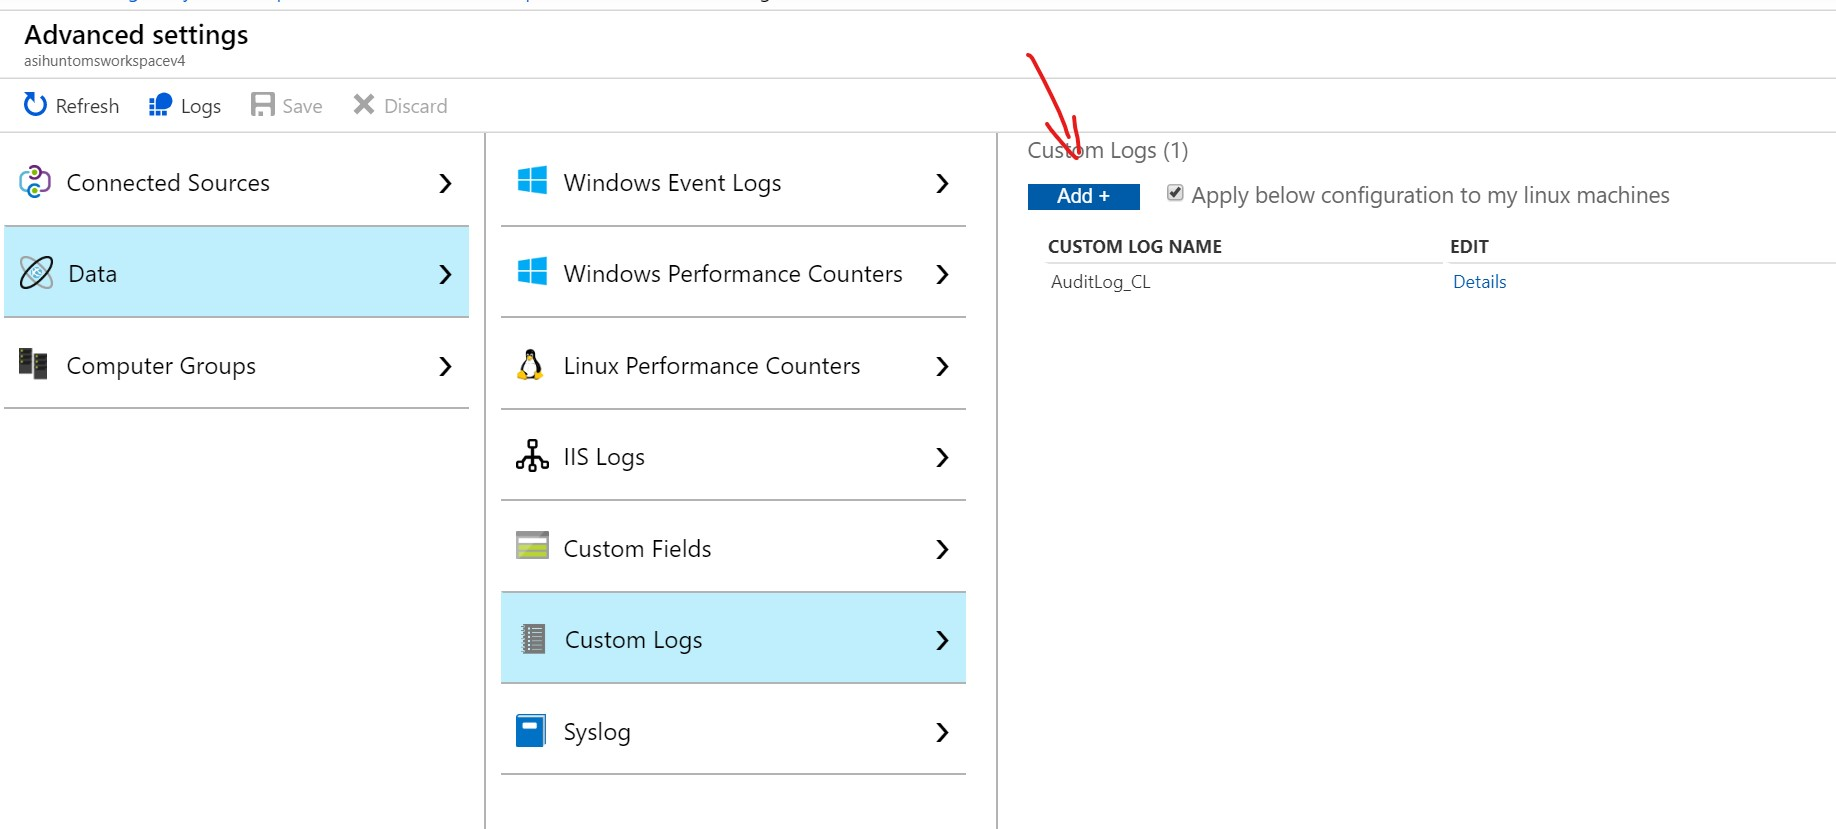 Advanced settings
asihuntomsworkspacev4
Refresh Logs Save Discard
Connected Sources
Data
Computer Groups
Windows Event Logs
Windows Performance Counters
Linux Performance Counters
IIS Logs
Custom Fields
Custom Logs
Syslog
Custom Logs (1)
Add + Apply below configuration to my linux machines
CUSTOM LOG NAME EDIT
AuditLog_CL Details